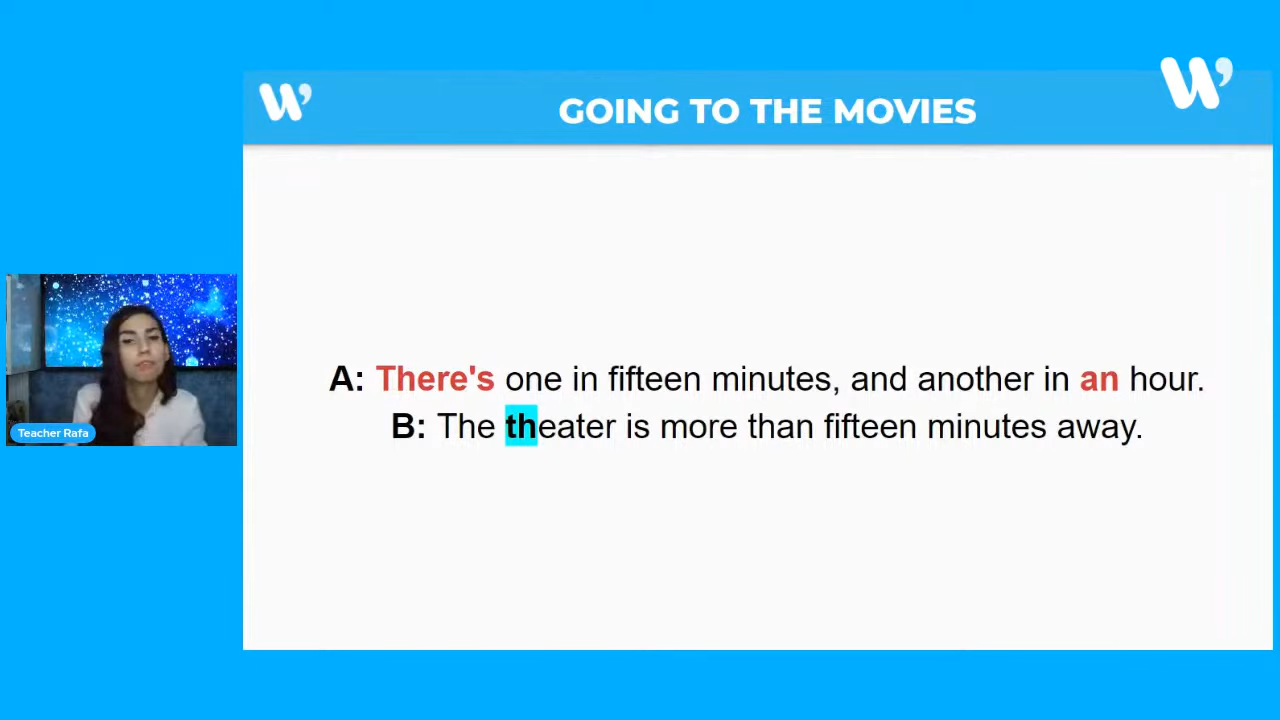 W'
W'
GOING TO THE MOVIES
A: There's one in fifteen minutes, and another in an hour.
B: The theater is more than fifteen minutes away.
Teacher Rafa